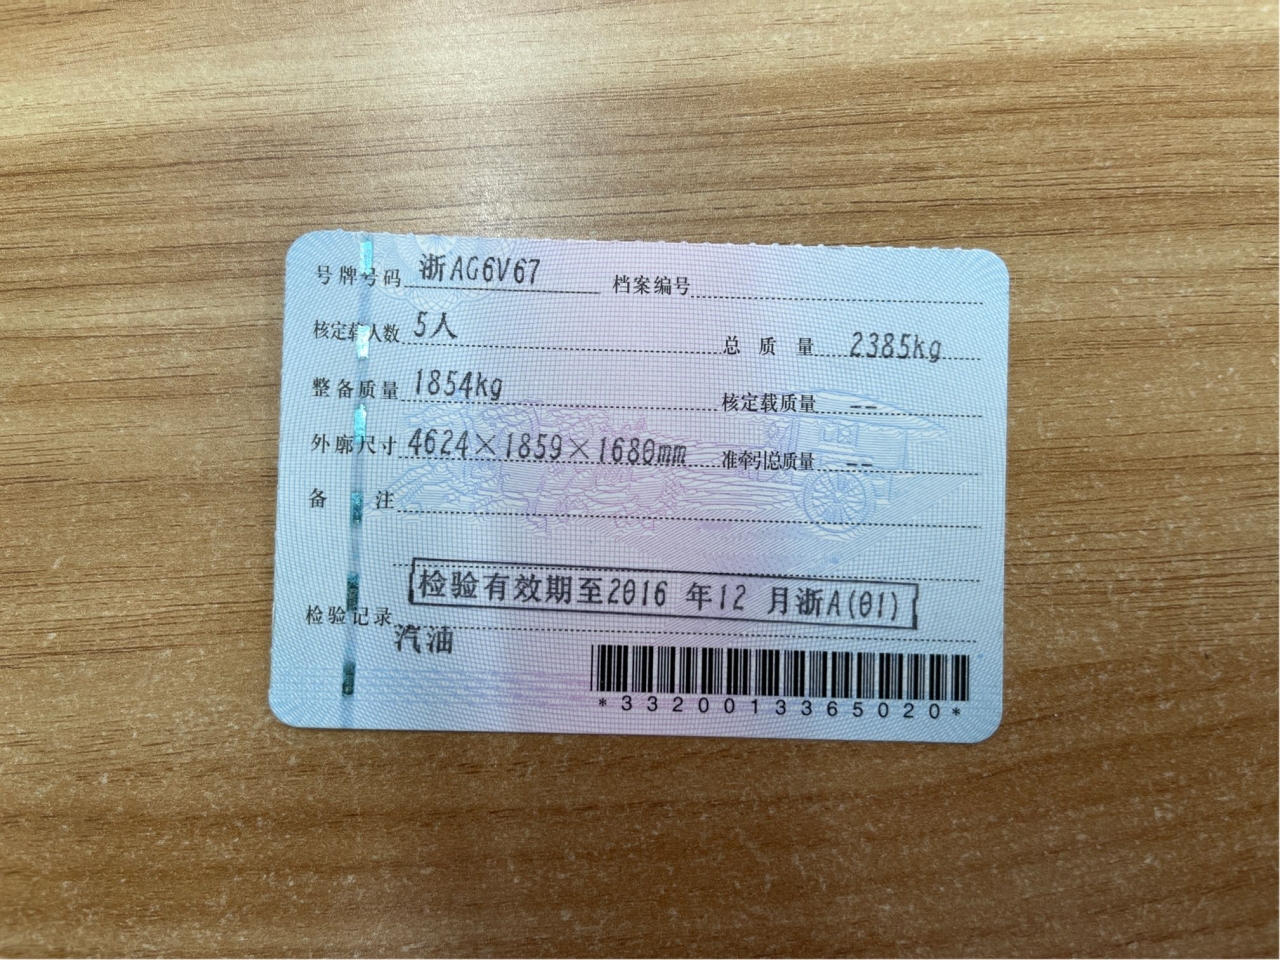 号牌号码 浙AG6V67 档案编号
核定载人数 5人 总质量 2385kg
整备质量 1854kg 核定载质量 --
外廓尺寸 4624×1859×1680mm 准牵引总质量 --
备注
检验记录 检验有效期至2016 年12 月浙A(01)
汽油
*3320013365020*